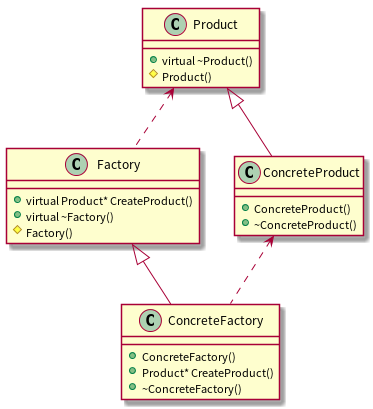 C Product
virtual ~Product()
Product()
C Factory
virtual Product* CreateProduct()
virtual ~Factory()
Factory()
C ConcreteProduct
ConcreteProduct()
~ConcreteProduct()
C ConcreteFactory
ConcreteFactory()
Product* CreateProduct()
~ConcreteFactory()